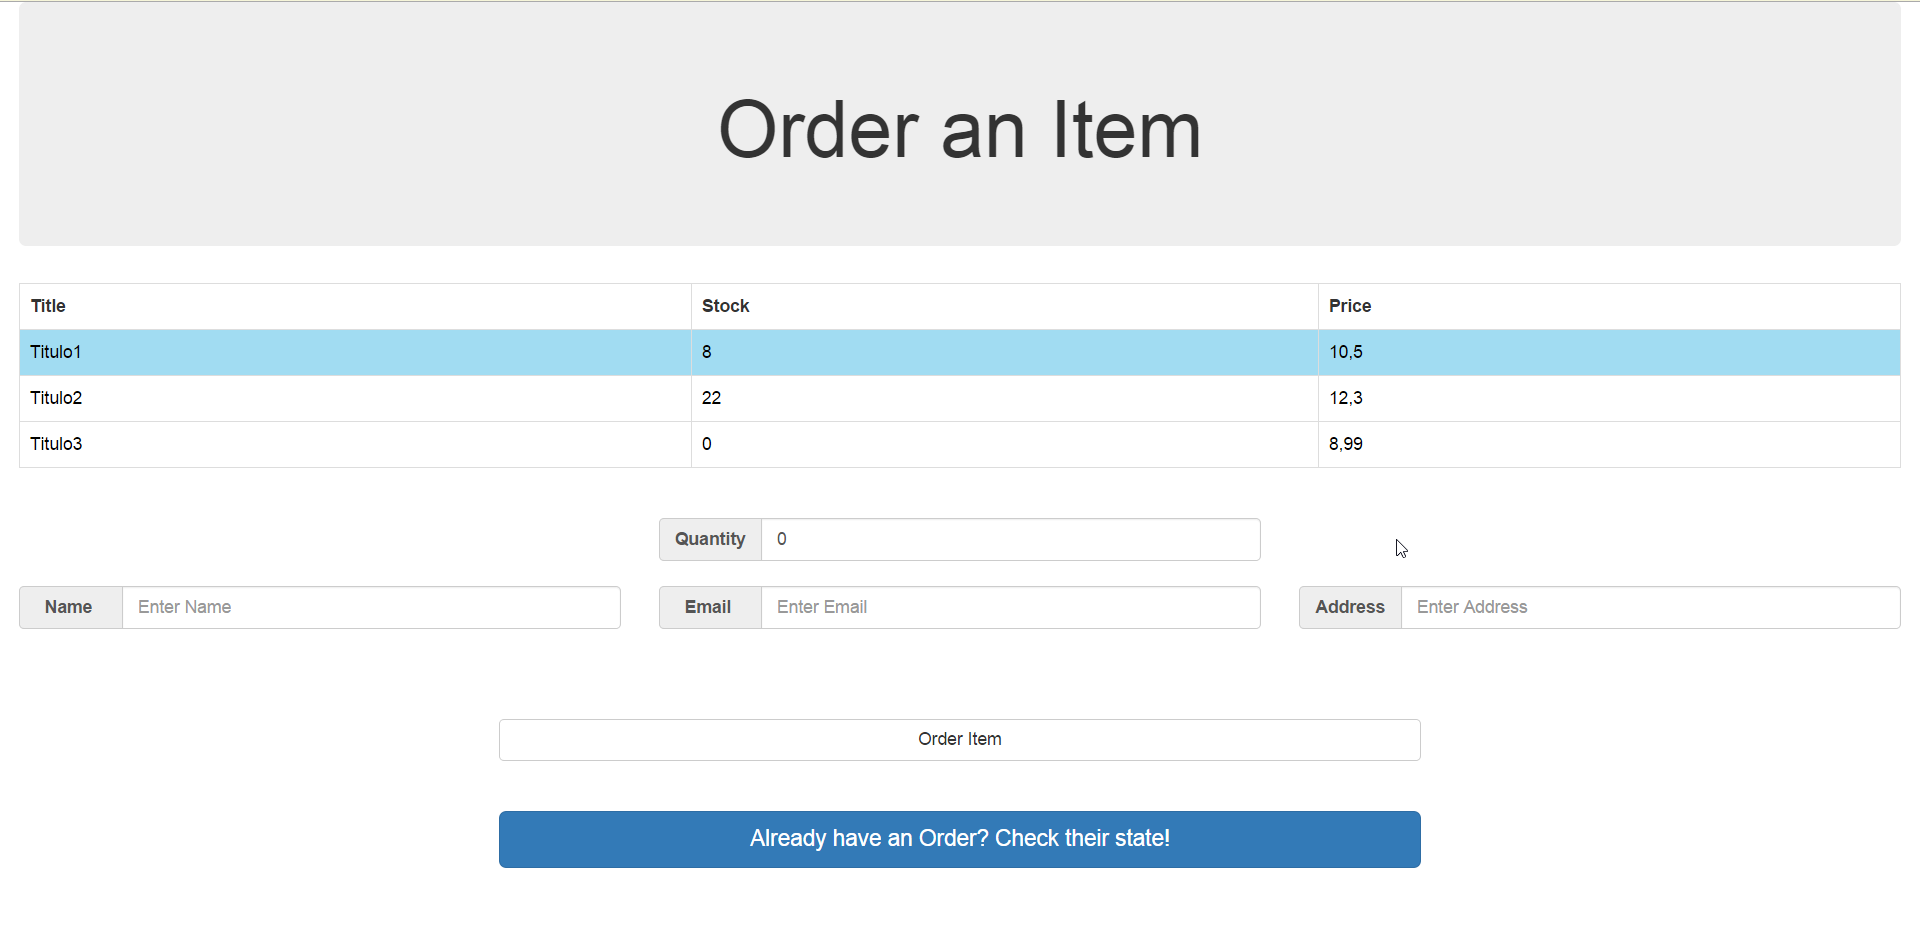 Order an Item
Title Stock Price
Titulo1 8 10,5
Titulo2 22 12,3
Titulo3 0 8,99
Quantity 0
Name Enter Name Email Enter Email Address Enter Address
Order Item
Already have an Order? Check their state!